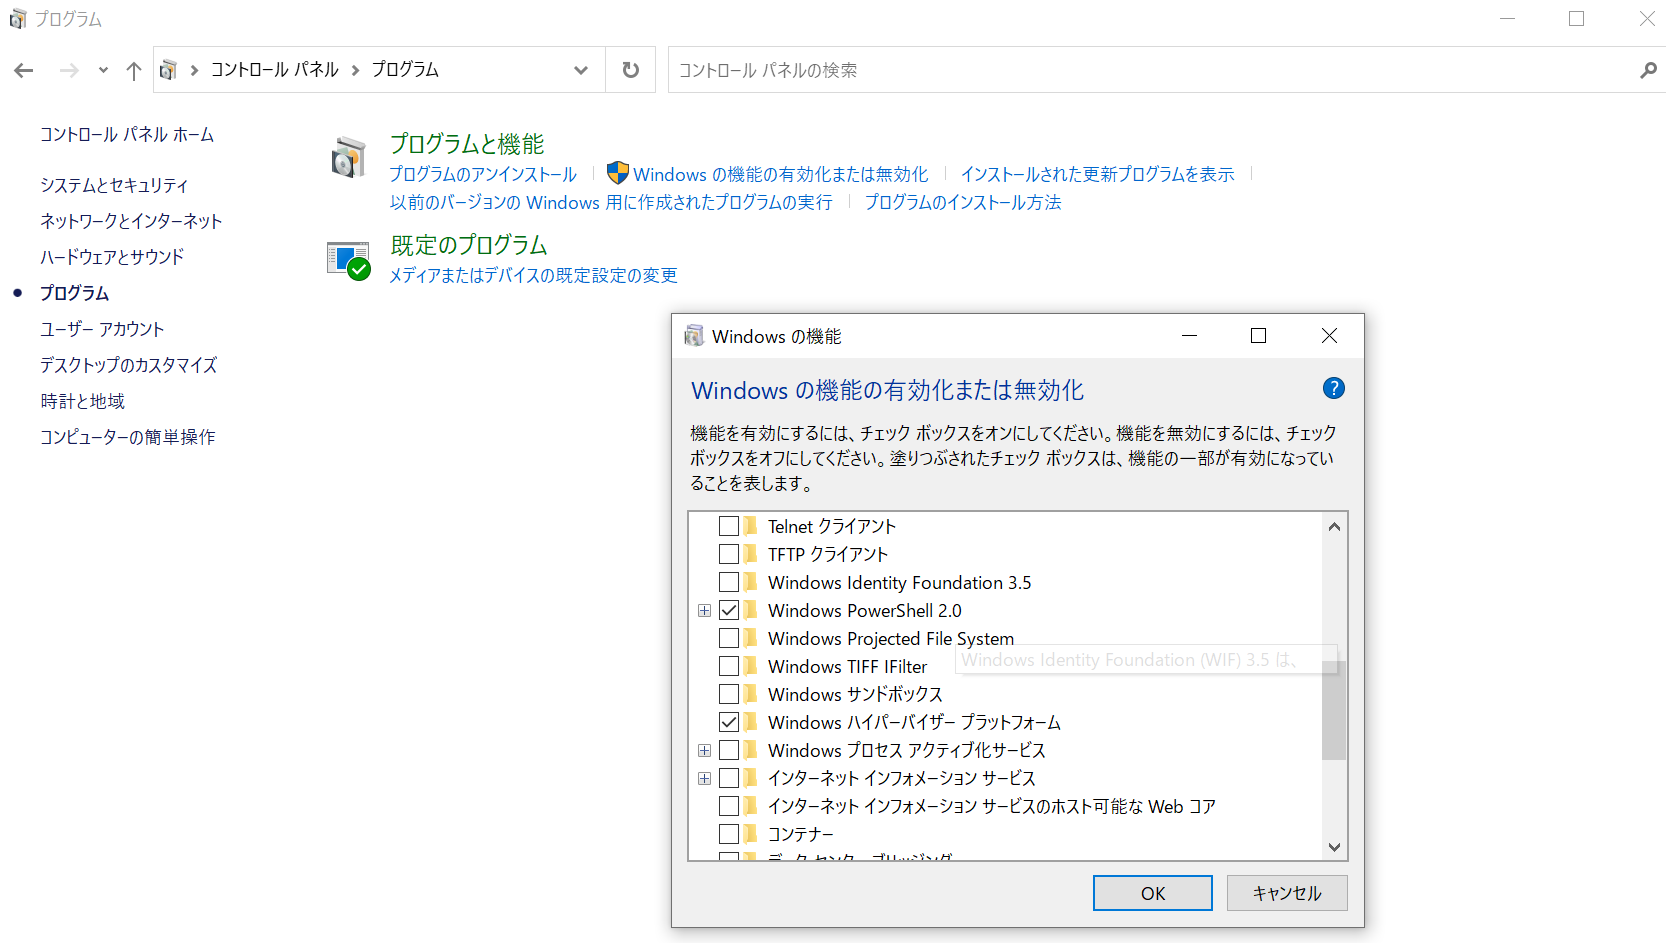 プログラム
コントロール パネル
プログラム
コントロール パネルの検索
コントロール パネル ホーム
システムとセキュリティ
ネットワークとインターネット
ハードウェアとサウンド
プログラム
ユーザー アカウント
デスクトップのカスタマイズ
時計と地域
コンピューターの簡単操作
プログラムと機能
プログラムのアンインストール Windows の機能の有効化または無効化 インストールされた更新プログラムを表示
以前のバージョンの Windows 用に作成されたプログラムの実行 プログラムのインストール方法
既定のプログラム
メディアまたはデバイスの既定設定の変更
Windows の機能
Windows の機能の有効化または無効化
?
機能を有効にするには、チェック ボックスをオンにしてください。機能を無効にするには、チェック
ボックスをオフにしてください。塗りつぶされたチェック ボックスは、機能の一部が有効になってい
ることを表します。
Telnet クライアント
TFTP クライアント
Windows Identity Foundation 3.5
Windows PowerShell 2.0
Windows Projected File System
Windows Identity Foundation (WIF) 3.5 は、
Windows TIFF IFilter
Windows サンドボックス
Windows ハイパーバイザー プラットフォーム
Windows プロセス アクティブ化サービス
インターネット インフォメーション サービス
インターネット インフォメーション サービスのホスト可能な Web コア
コンテナー
データ センター ブリッジング
OK
キャンセル